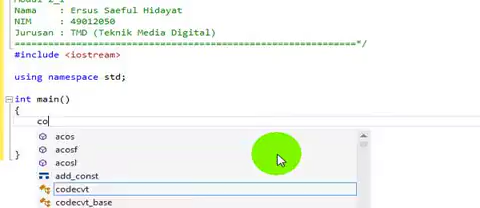 Modul 2_1
Nama : Ersus Saeful Hidayat
NIM : 49012050
Jurusan : TMD (Teknik Media Digital)
==========================================================*/
#include <iostream>
using namespace std;
int main()
{
co
acos
acosf
acosl
add_const
codecvt
codecvt_base
}